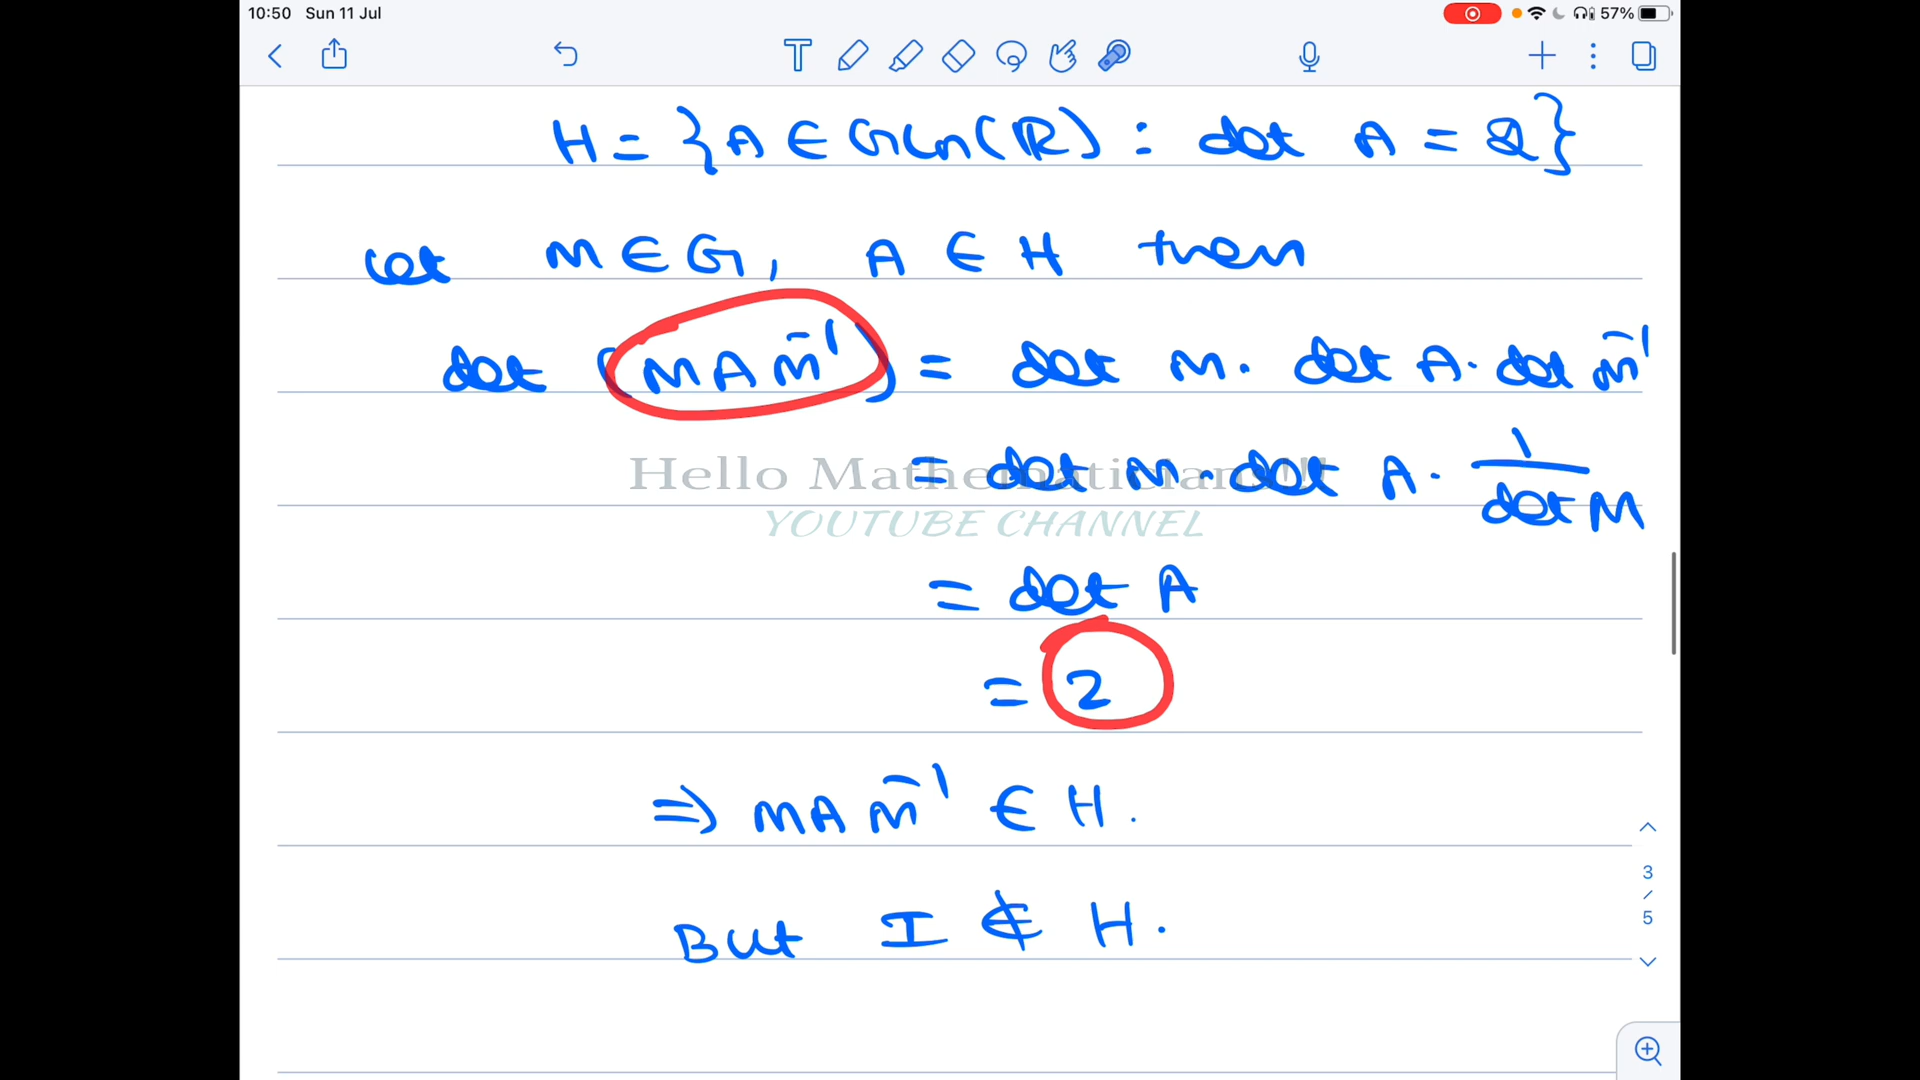 10:50 Sun 11 Jul 57%
H = {A ∈ GLn(ℝ) : det A = 2}
Let M ∈ G, A ∈ H then
det (MAM⁻¹) = det M · det A · det M⁻¹
= det M · det A · 1/det M
Hello Mathematicians!!!
YOUTUBE CHANNEL
= det A
= 2
⇒ MAM⁻¹ ∈ H.
3
/
5
But I ∉ H.